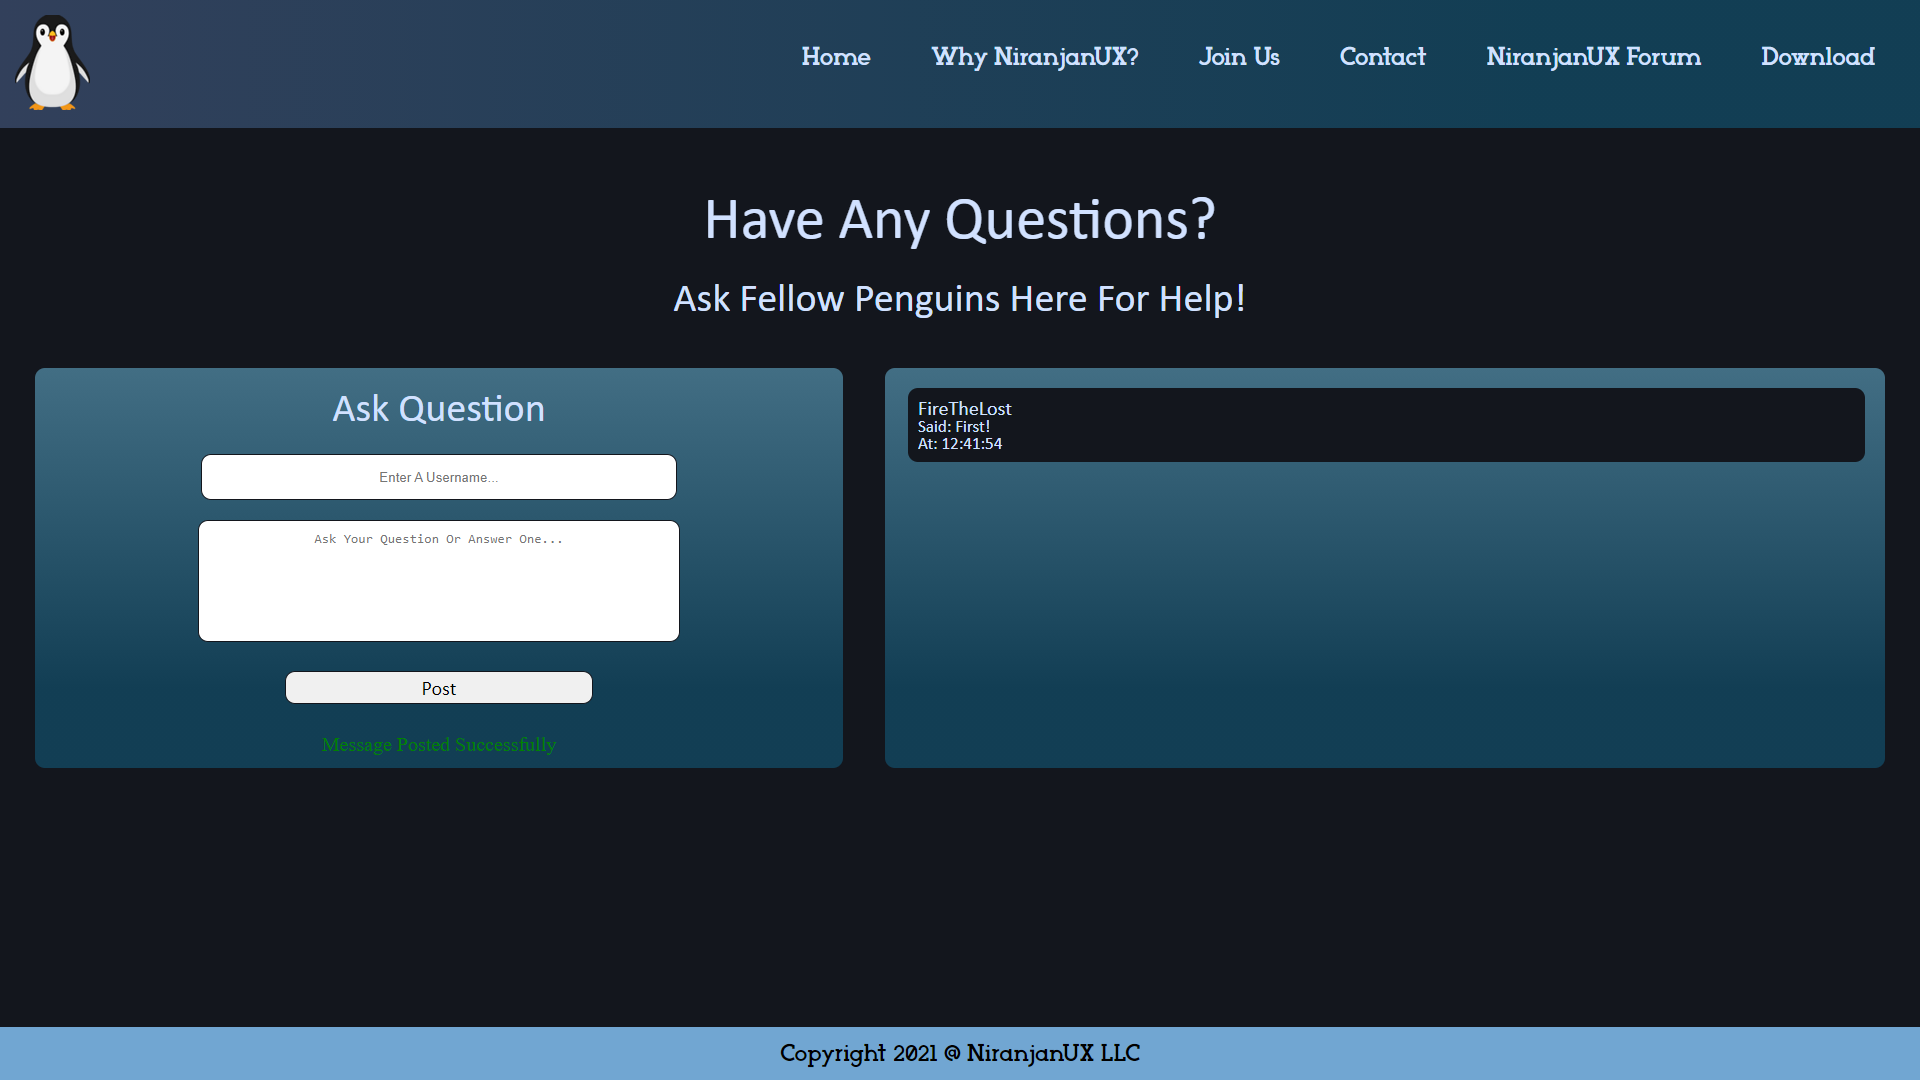 Home Why NiranjanUX? Join Us Contact NiranjanUX Forum Download
Have Any Questions?
Ask Fellow Penguins Here For Help!
Ask Question
Enter A Username...
Ask Your Question Or Answer One...
Post
Message Posted Successfully
FireTheLost
Said: First!
At: 12:41:54
Copyright 2021 @ NiranjanUX LLC